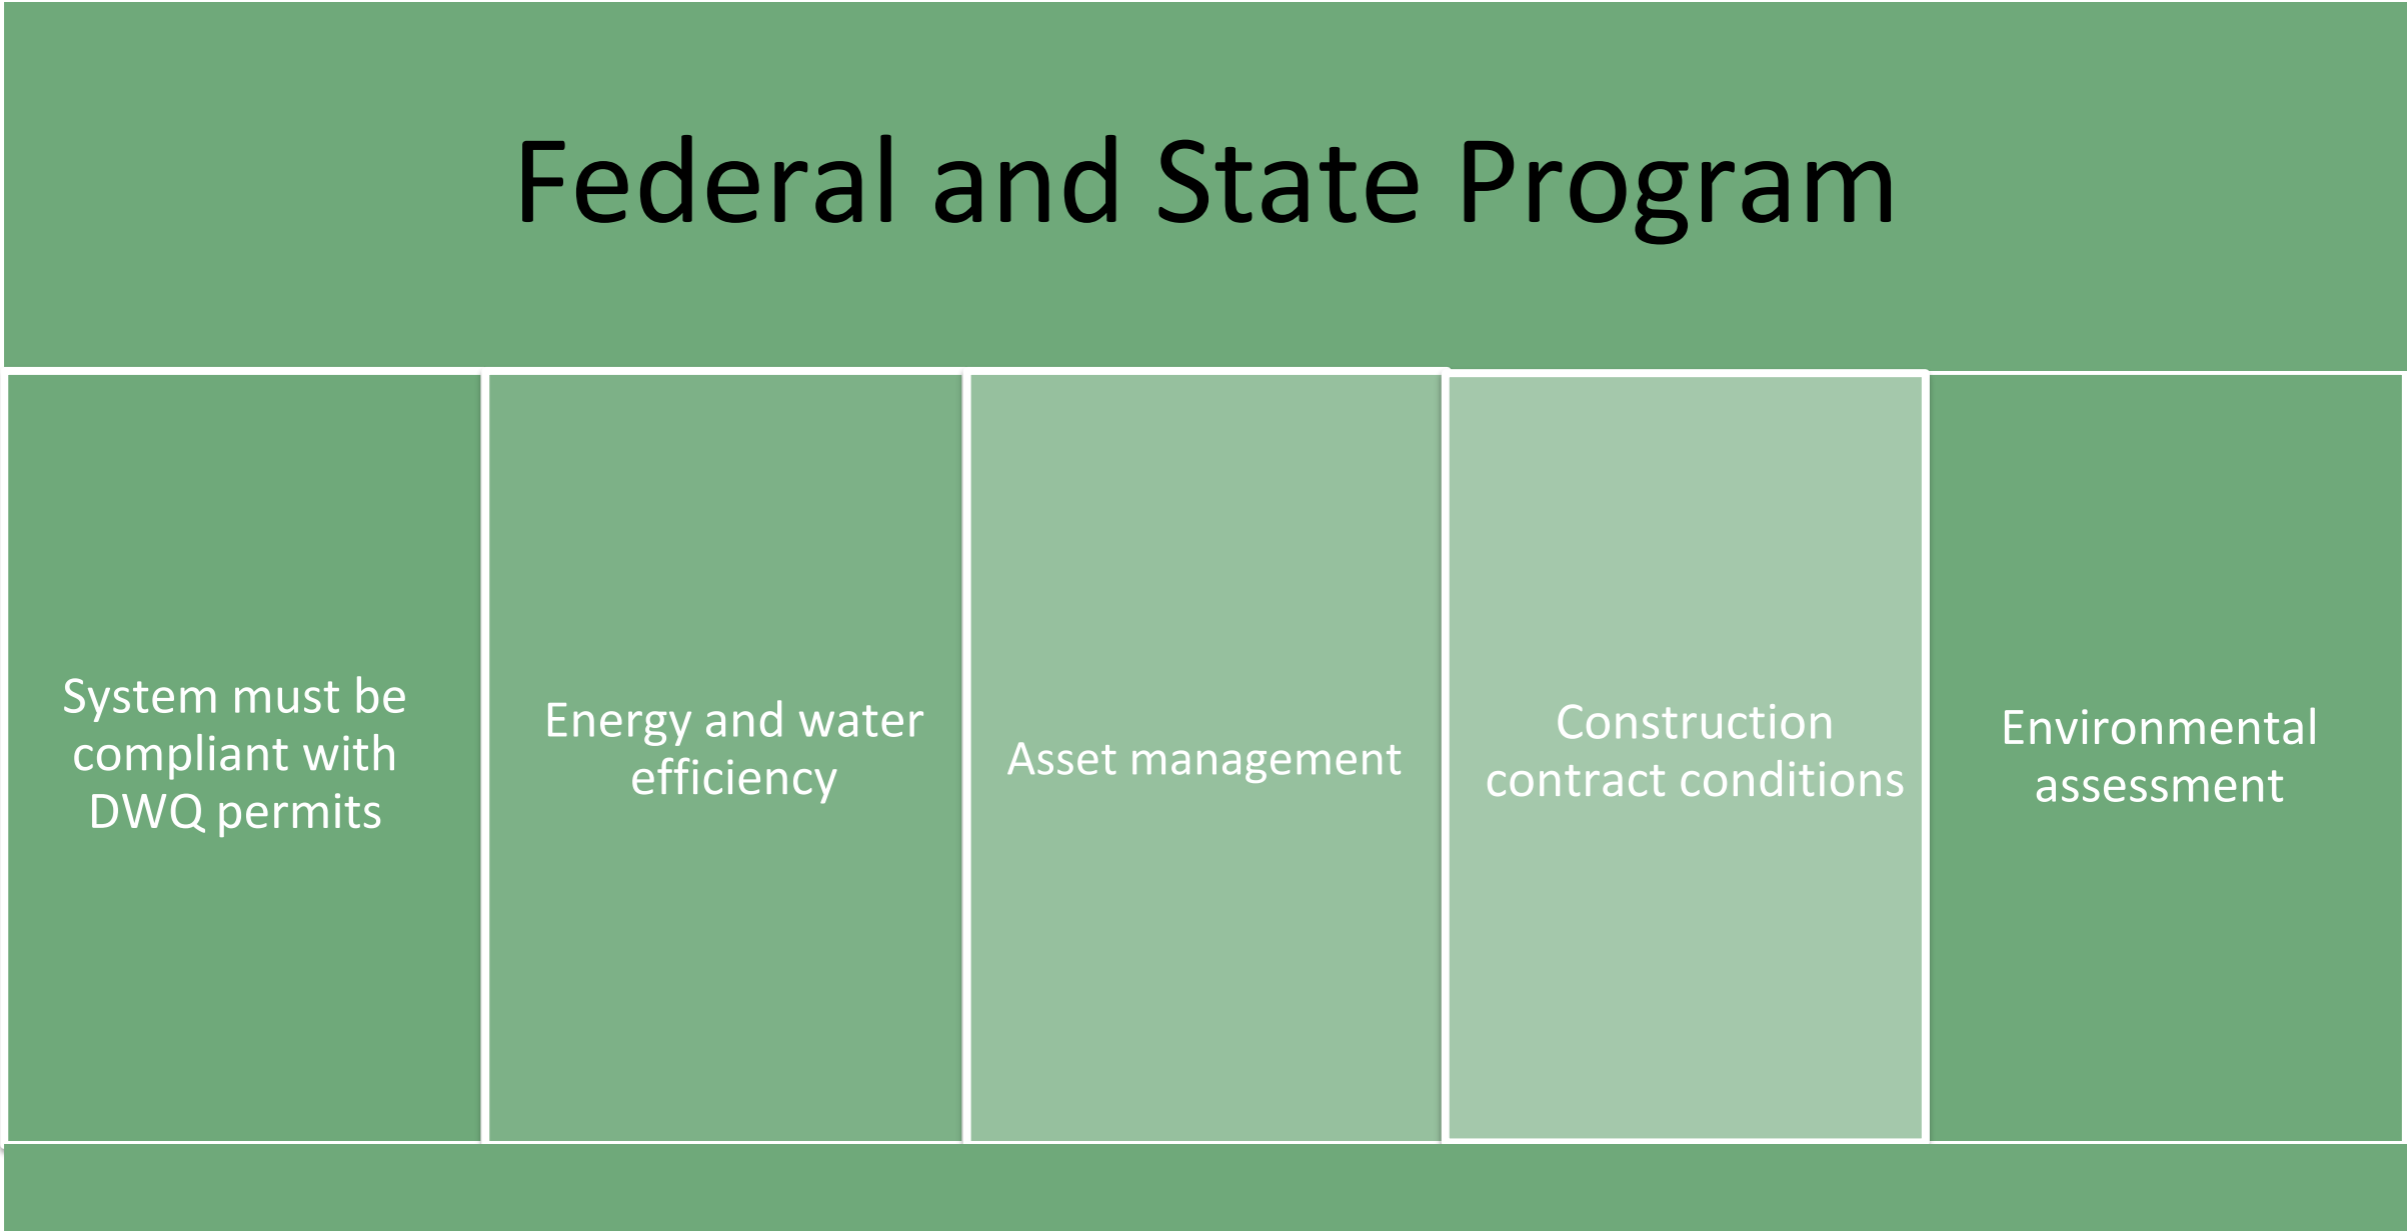 Federal and State Program
System must be
compliant with
DWQ permits
Energy and water
efficiency
Asset management
Construction
contract conditions
Environmental
assessment